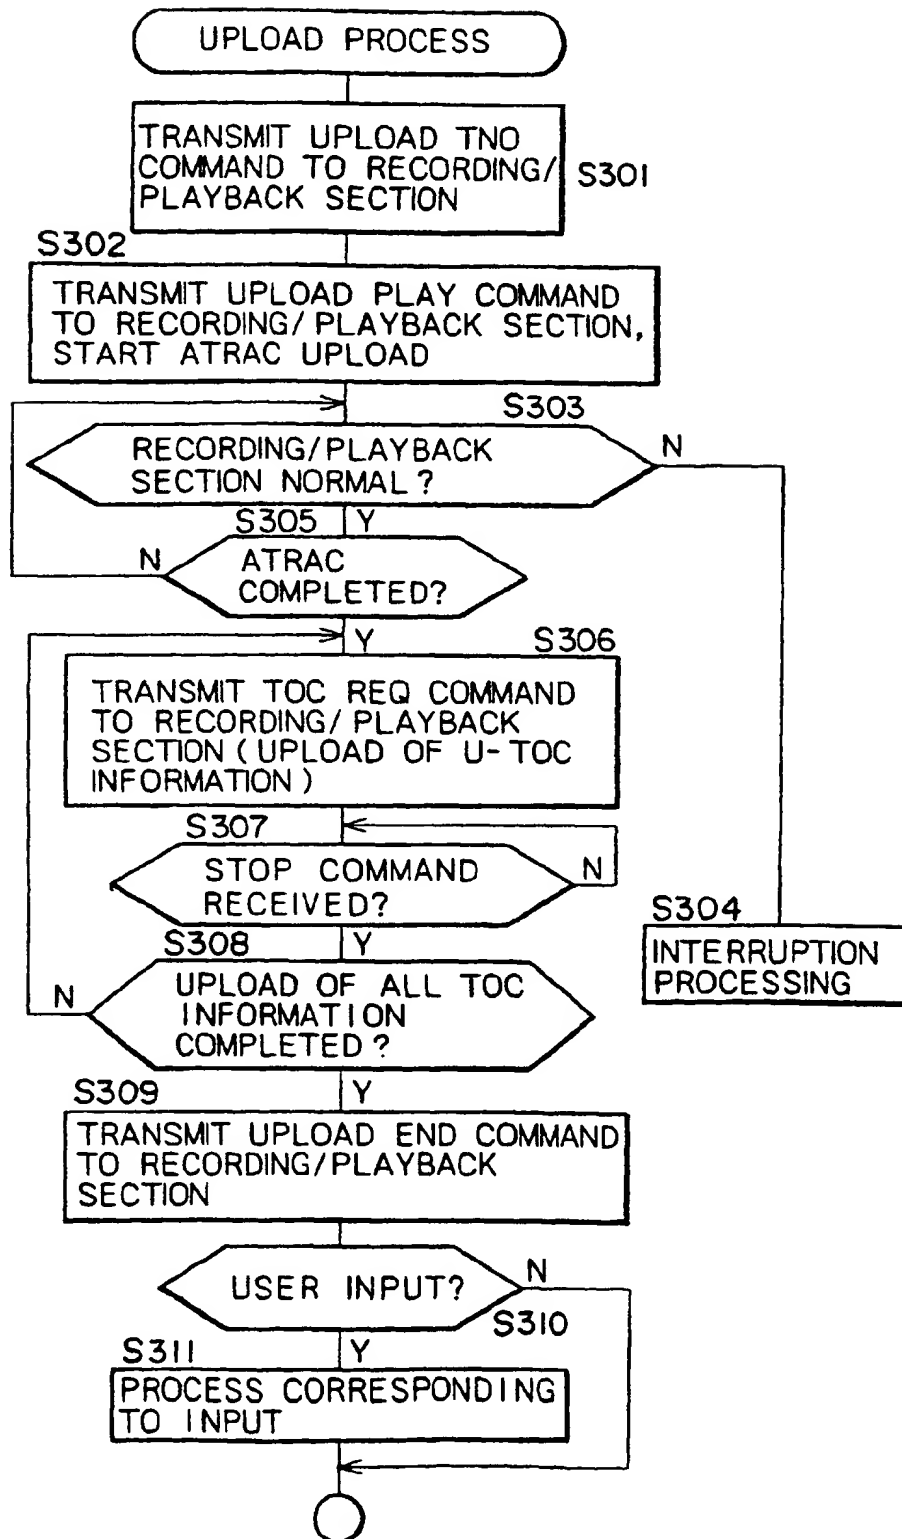 UPLOAD PROCESS
TRANSMIT UPLOAD TNO
COMMAND TO RECORDING/
PLAYBACK SECTION
S301
S302
TRANSMIT UPLOAD PLAY COMMAND
TO RECORDING/PLAYBACK SECTION,
START ATRAC UPLOAD
S303
RECORDING/PLAYBACK
SECTION NORMAL?
N
S305
Y
N
ATRAC
COMPLETED?
Y
S306
TRANSMIT TOC REQ COMMAND
TO RECORDING/PLAYBACK
SECTION (UPLOAD OF U-TOC
INFORMATION)
S307
STOP COMMAND
RECEIVED?
N
S304
INTERRUPTION
PROCESSING
S308
Y
N
UPLOAD OF ALL TOC
INFORMATION
COMPLETED?
S309
Y
TRANSMIT UPLOAD END COMMAND
TO RECORDING/PLAYBACK
SECTION
USER INPUT?
N
S310
S311
Y
PROCESS CORRESPONDING
TO INPUT